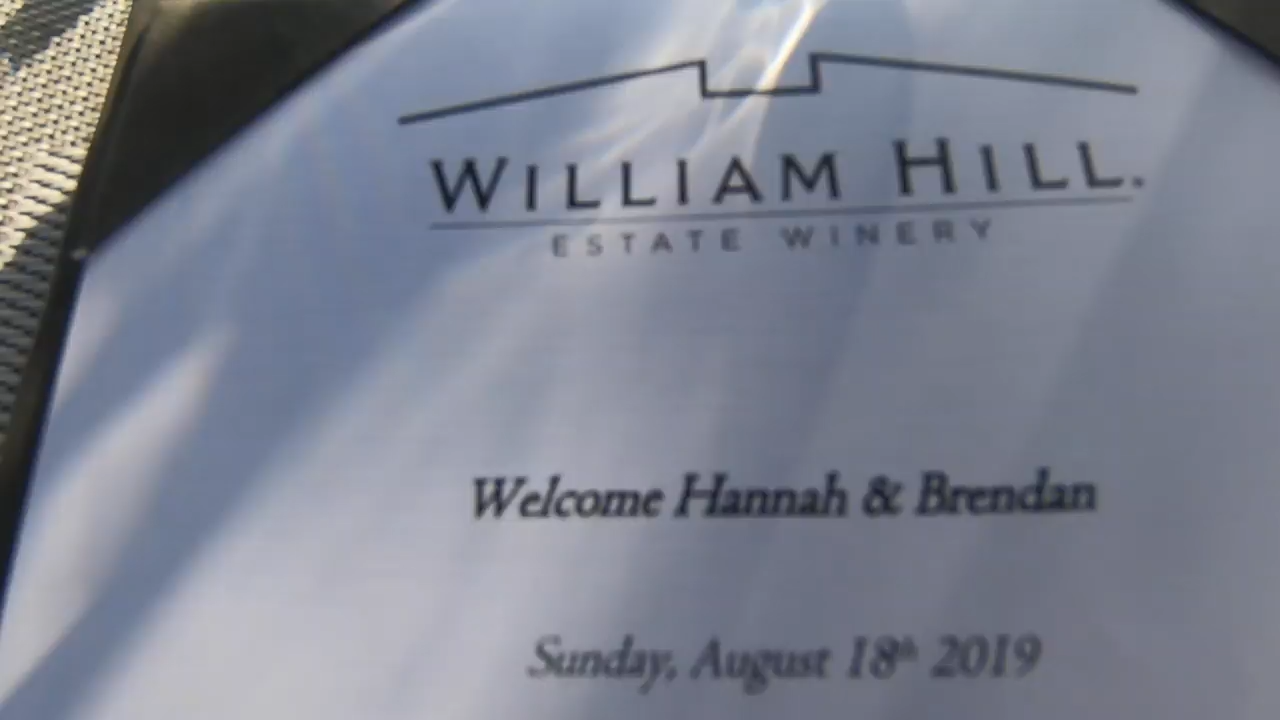 WILLIAM HILL.
ESTATE WINERY
Welcome Hannah & Brendan
Sunday, August 18th 2019